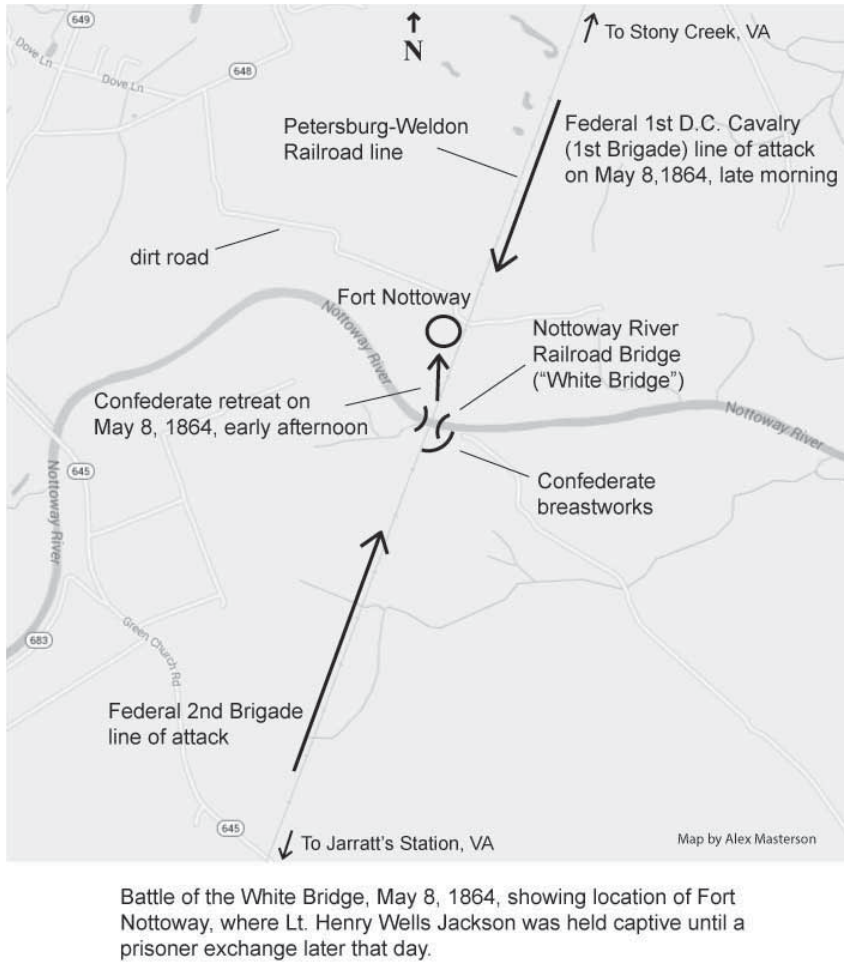 649
To Stony Creek, VA
N
Dove Ln
648
Dove Ln
Petersburg-Weldon
Railroad line
Federal 1st D.C. Cavalry
(1st Brigade) line of attack
on May 8,1864, late morning
dirt road
Fort Nottoway
Nottoway River
Nottoway River
Railroad Bridge
("White Bridge")
Confederate retreat on
May 8, 1864, early afternoon
Nottoway River
645
Nottoway River
Confederate
breastworks
683
Green Church Rd
Federal 2nd Brigade
line of attack
645
To Jarratt's Station, VA
Map by Alex Masterson
Battle of the White Bridge, May 8, 1864, showing location of Fort
Nottoway, where Lt. Henry Wells Jackson was held captive until a
prisoner exchange later that day.